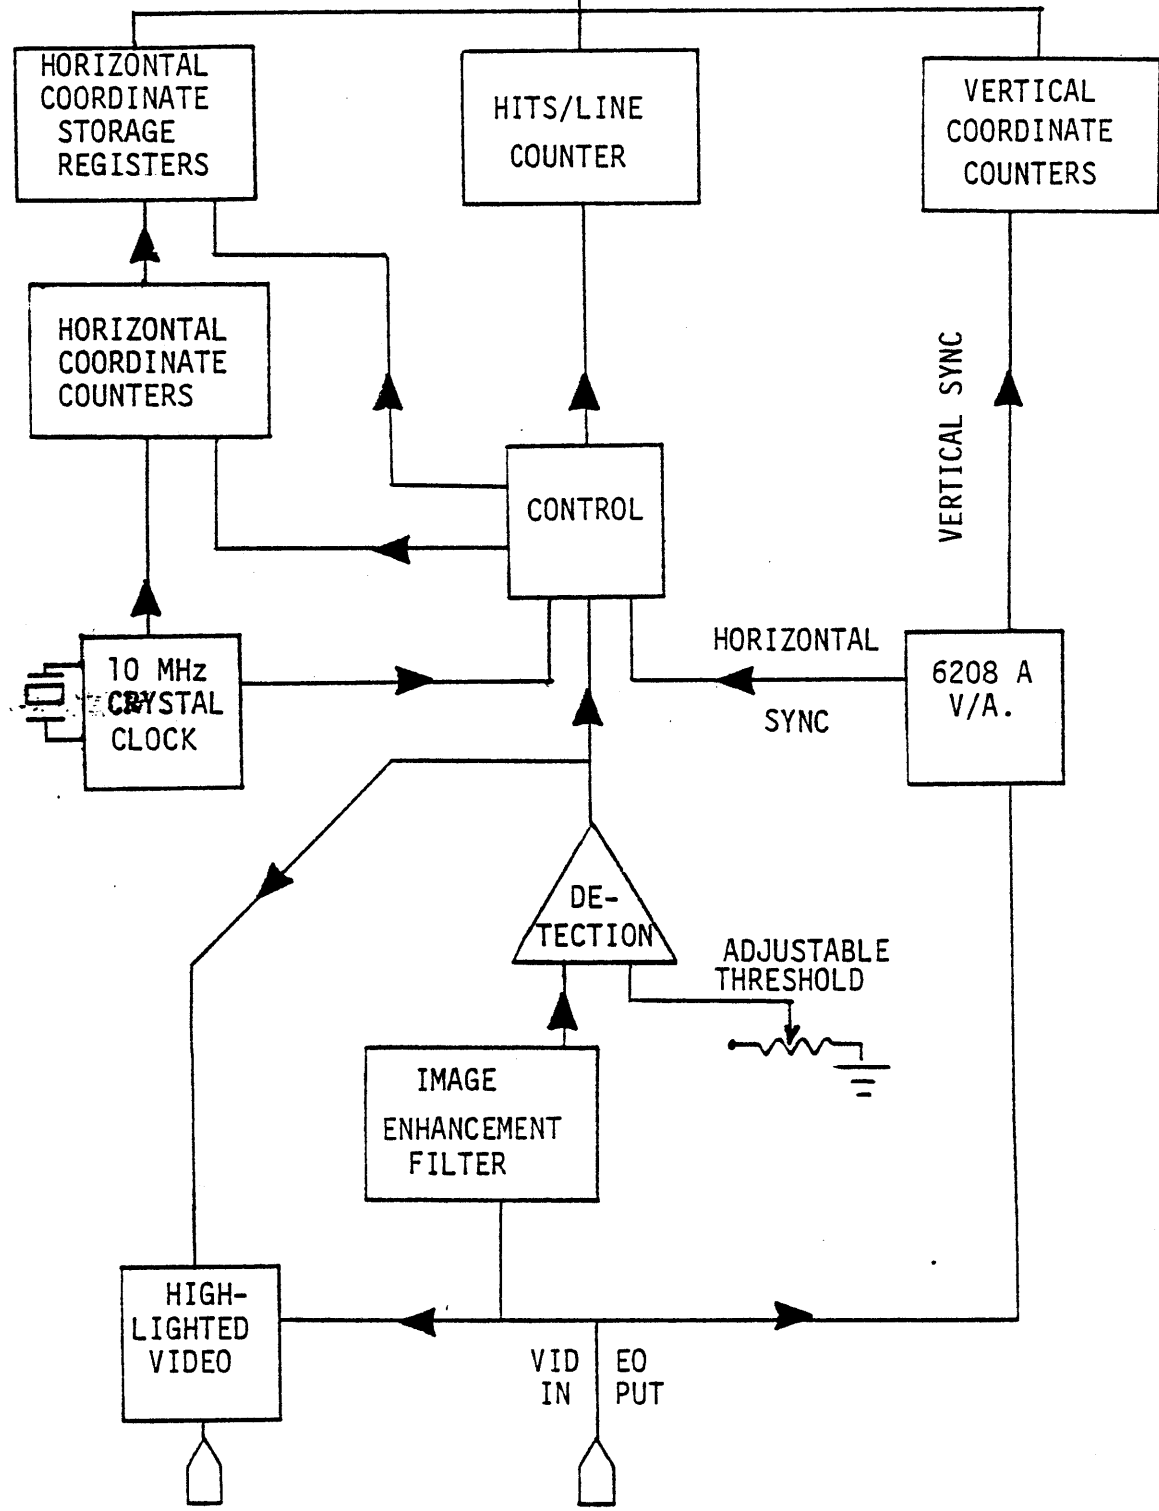 HORIZONTAL
COORDINATE
STORAGE
REGISTERS
HITS/LINE
COUNTER
VERTICAL
COORDINATE
COUNTERS
HORIZONTAL
COORDINATE
COUNTERS
VERTICAL SYNC
CONTROL
HORIZONTAL
SYNC
10 MHz
CRYSTAL
CLOCK
6208 A
V/A.
DE-
TECTION
ADJUSTABLE
THRESHOLD
IMAGE
ENHANCEMENT
FILTER
HIGH-
LIGHTED
VIDEO
VID EO
IN PUT